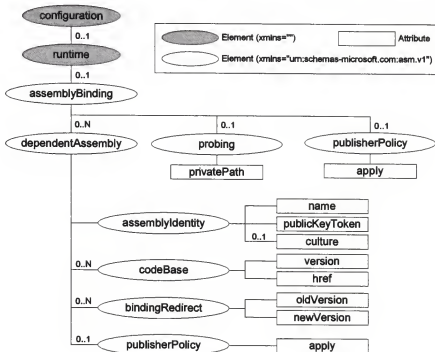 configuration
Element (xmlns="")
Attribute
0..1
runtime
Element (xmlns="urn:schemas-microsoft.com:asm.v1")
0..1
assemblyBinding
0..N
0..1
0..1
dependentAssembly
probing
publisherPolicy
privatePath
apply
name
assemblyIdentity
publicKeyToken
0..1
culture
0..N
version
codeBase
href
0..N
oldVersion
bindingRedirect
newVersion
0..1
publisherPolicy
apply